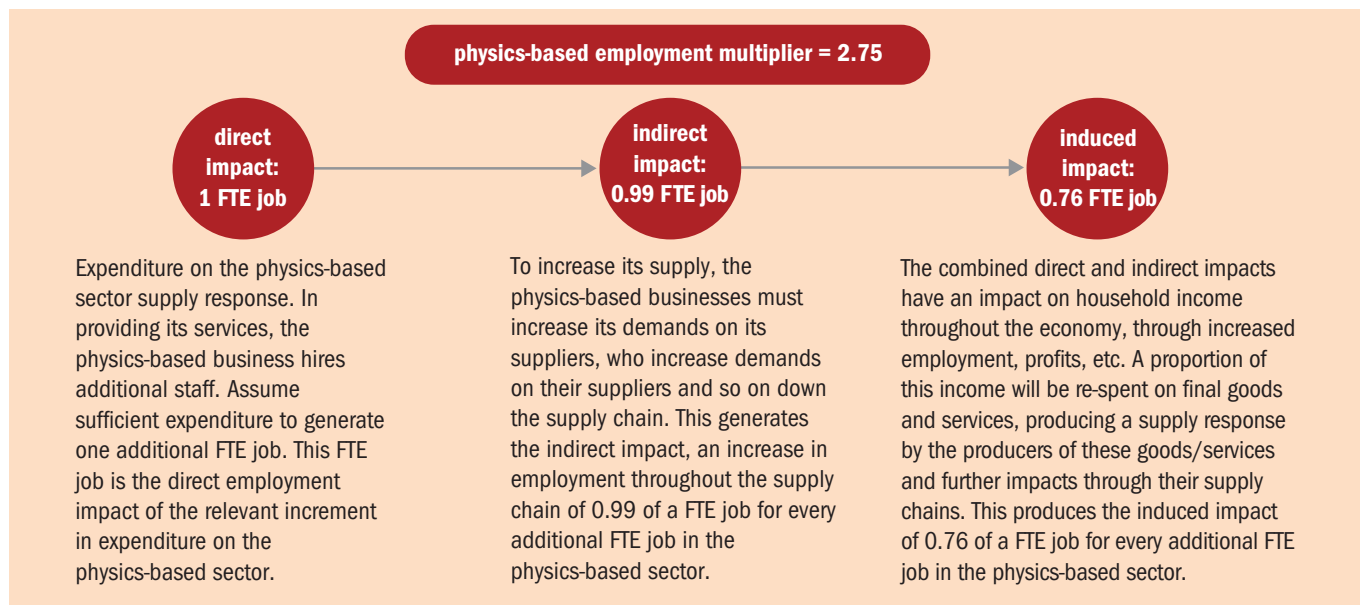 physics-based employment multiplier = 2.75
direct
impact:
1 FTE job
indirect
impact:
0.99 FTE job
induced
impact:
0.76 FTE job
Expenditure on the physics-based
sector supply response. In
providing its services, the
physics-based business hires
additional staff. Assume
sufficient expenditure to generate
one additional FTE job. This FTE
job is the direct employment
impact of the relevant increment
in expenditure on the
physics-based sector.
To increase its supply, the
physics-based businesses must
increase its demands on its
suppliers, who increase demands
on their suppliers and so on down
the supply chain. This generates
the indirect impact, an increase in
employment throughout the supply
chain of 0.99 of a FTE job for every
additional FTE job in the
physics-based sector.
The combined direct and indirect impacts
have an impact on household income
throughout the economy, through increased
employment, profits, etc. A proportion of
this income will be re-spent on final goods
and services, producing a supply response
by the producers of these goods/services
and further impacts through their supply
chains. This produces the induced impact
of 0.76 of a FTE job for every additional FTE
job in the physics-based sector.